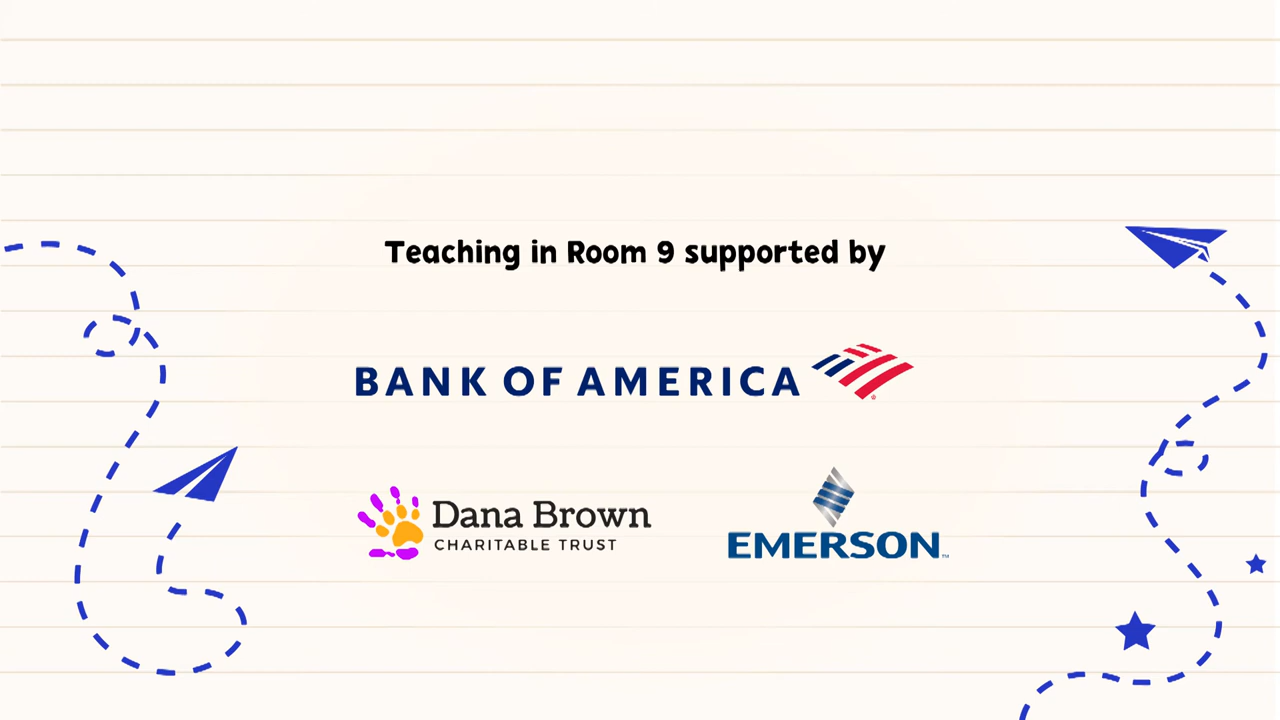 Teaching in Room 9 supported by
BANK OF AMERICA
Dana Brown
CHARITABLE TRUST
EMERSON